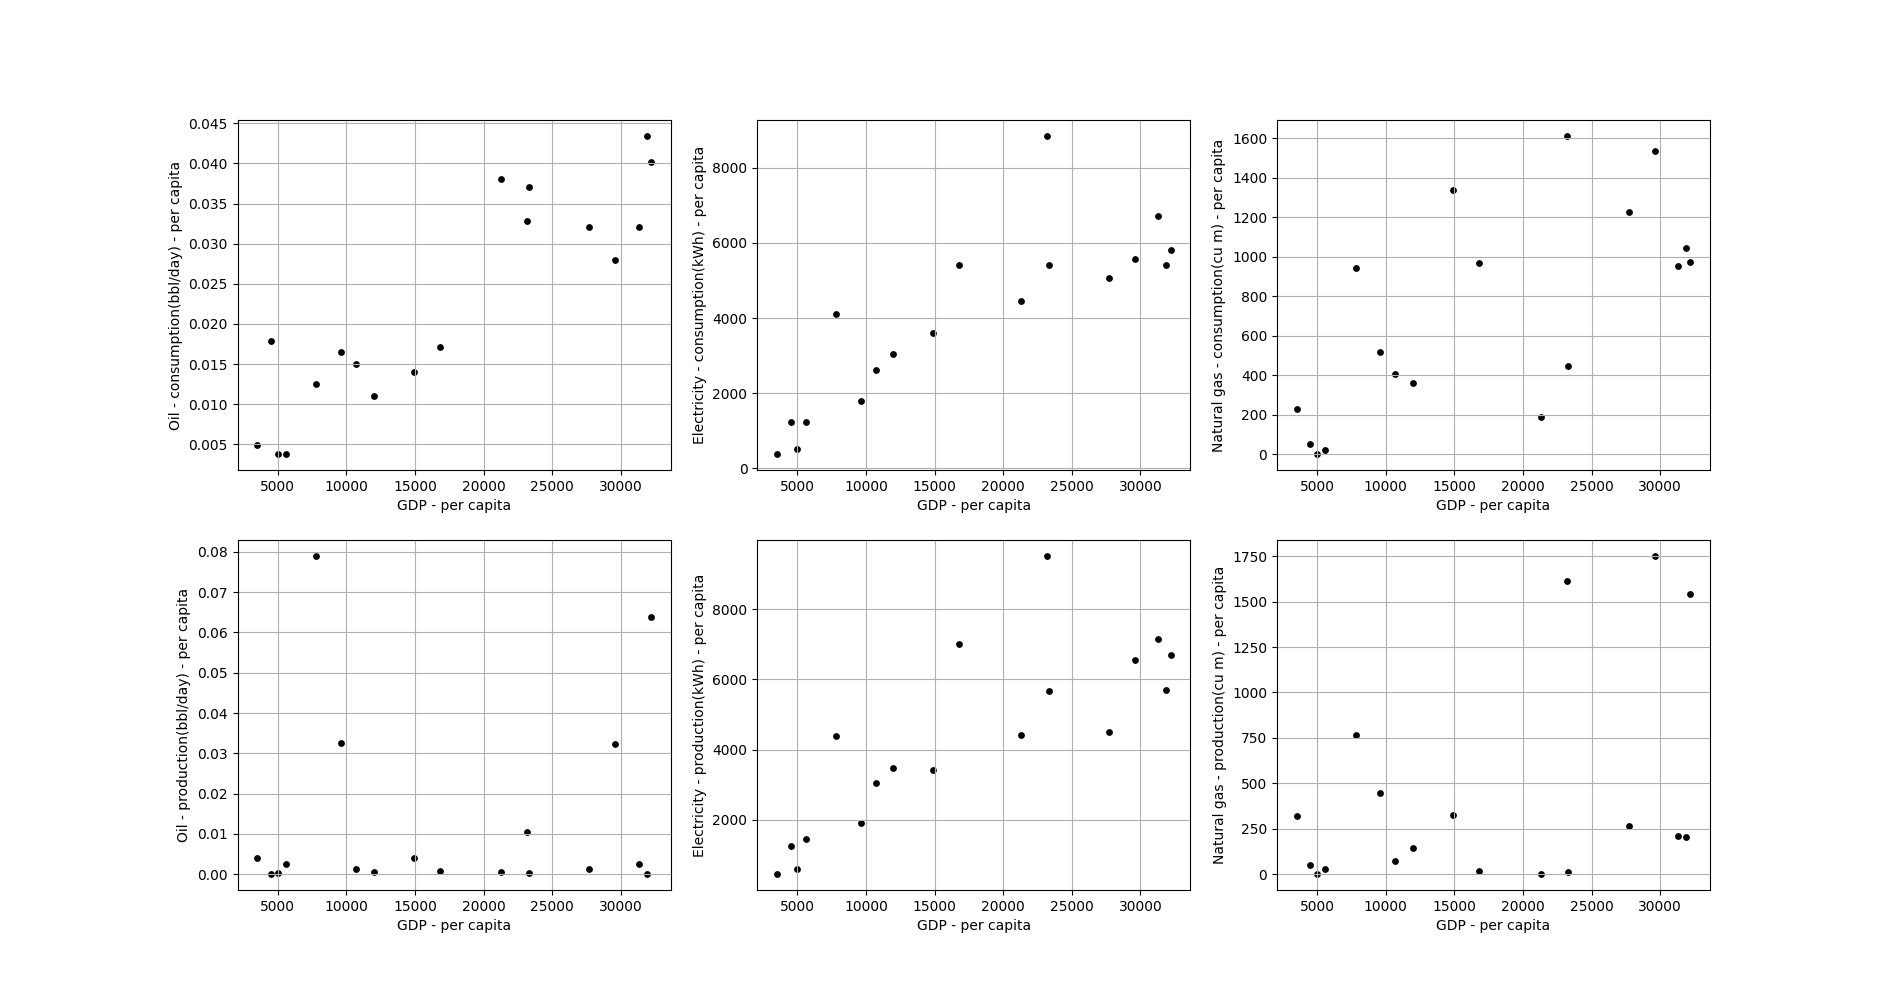 Oil - consumption(bbl/day) - per capita
0.045
0.040
0.035
0.030
0.025
0.020
0.015
0.010
0.005
5000 10000 15000 20000 25000 30000
GDP - per capita
Electricity - consumption(kWh) - per capita
8000
6000
4000
2000
0
5000 10000 15000 20000 25000 30000
GDP - per capita
Natural gas - consumption(cu m) - per capita
1600
1400
1200
1000
800
600
400
200
0
5000 10000 15000 20000 25000 30000
GDP - per capita
Oil - production(bbl/day) - per capita
0.08
0.07
0.06
0.05
0.04
0.03
0.02
0.01
0.00
5000 10000 15000 20000 25000 30000
GDP - per capita
Electricity - production(kWh) - per capita
8000
6000
4000
2000
5000 10000 15000 20000 25000 30000
GDP - per capita
Natural gas - production(cu m) - per capita
1750
1500
1250
1000
750
500
250
0
5000 10000 15000 20000 25000 30000
GDP - per capita